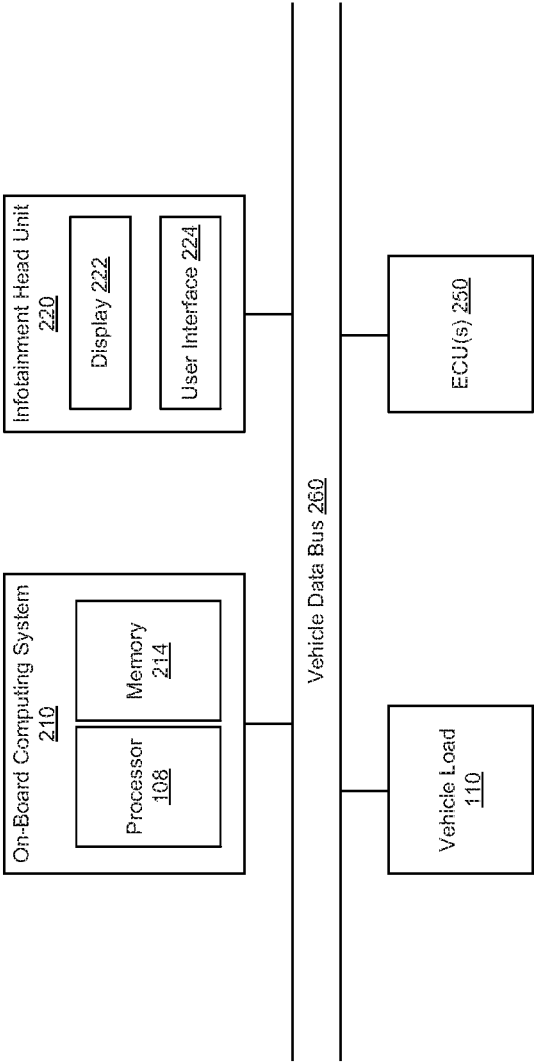 On-Board Computing System
210
Processor
108
Memory
214
Infotainment Head Unit
220
Display 222
User Interface 224
Vehicle Data Bus 260
Vehicle Load
110
ECU(s) 250